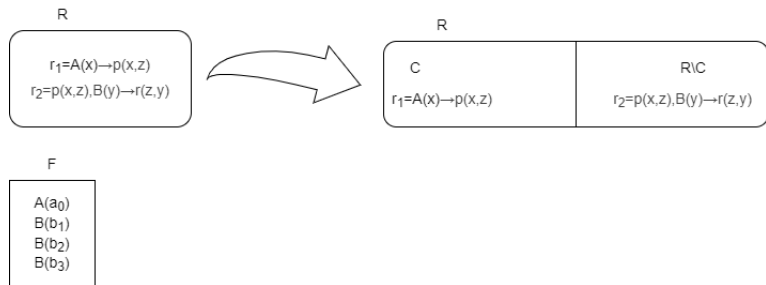 R
r₁=A(x)→p(x,z)
r₂=p(x,z),B(y)→r(z,y)
R
C
R\C
r₁=A(x)→p(x,z)
r₂=p(x,z),B(y)→r(z,y)
F
A(a₀)
B(b₁)
B(b₂)
B(b₃)